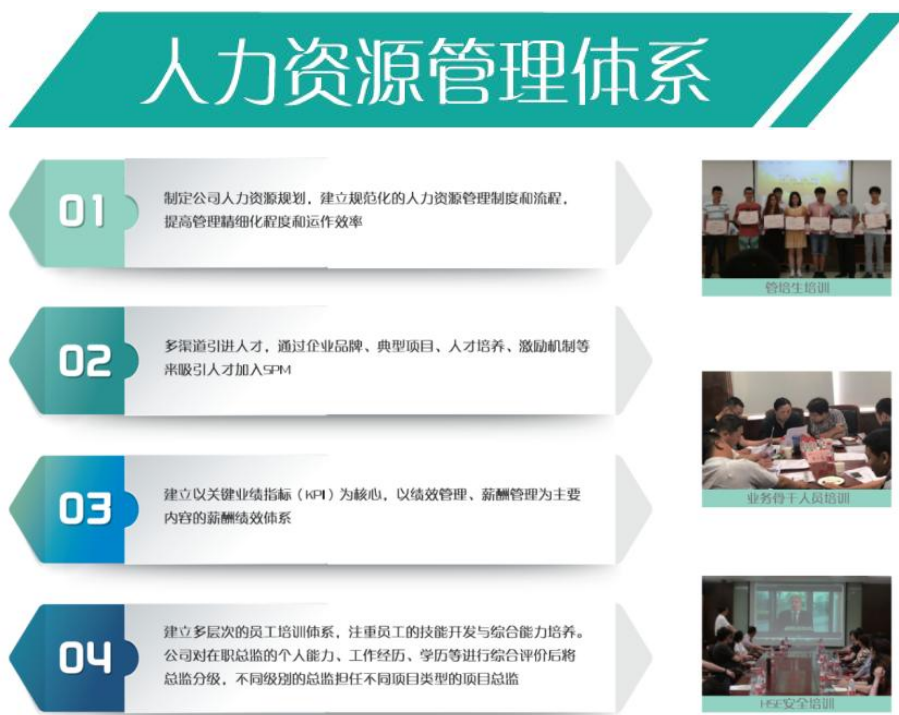 人力资源管理体系
01
制定公司人力资源规划，建立规范化的人力资源管理制度和流程，
提高管理精细化程度和运作效率
管培生培训
02
多渠道引进人才，通过企业品牌、典型项目、人才培养、激励机制等
来吸引人才加入SPM
业务骨干人员培训
03
建立以关键业绩指标（KPI）为核心，以绩效管理、薪酬管理为主要
内容的薪酬绩效体系
04
建立多层次的员工培训体系，注重员工的技能开发与综合能力培养。
公司对在职总监的个人能力、工作经历、学历等进行综合评价后将
总监分级，不同级别的总监担任不同项目类型的项目总监
HSE安全培训